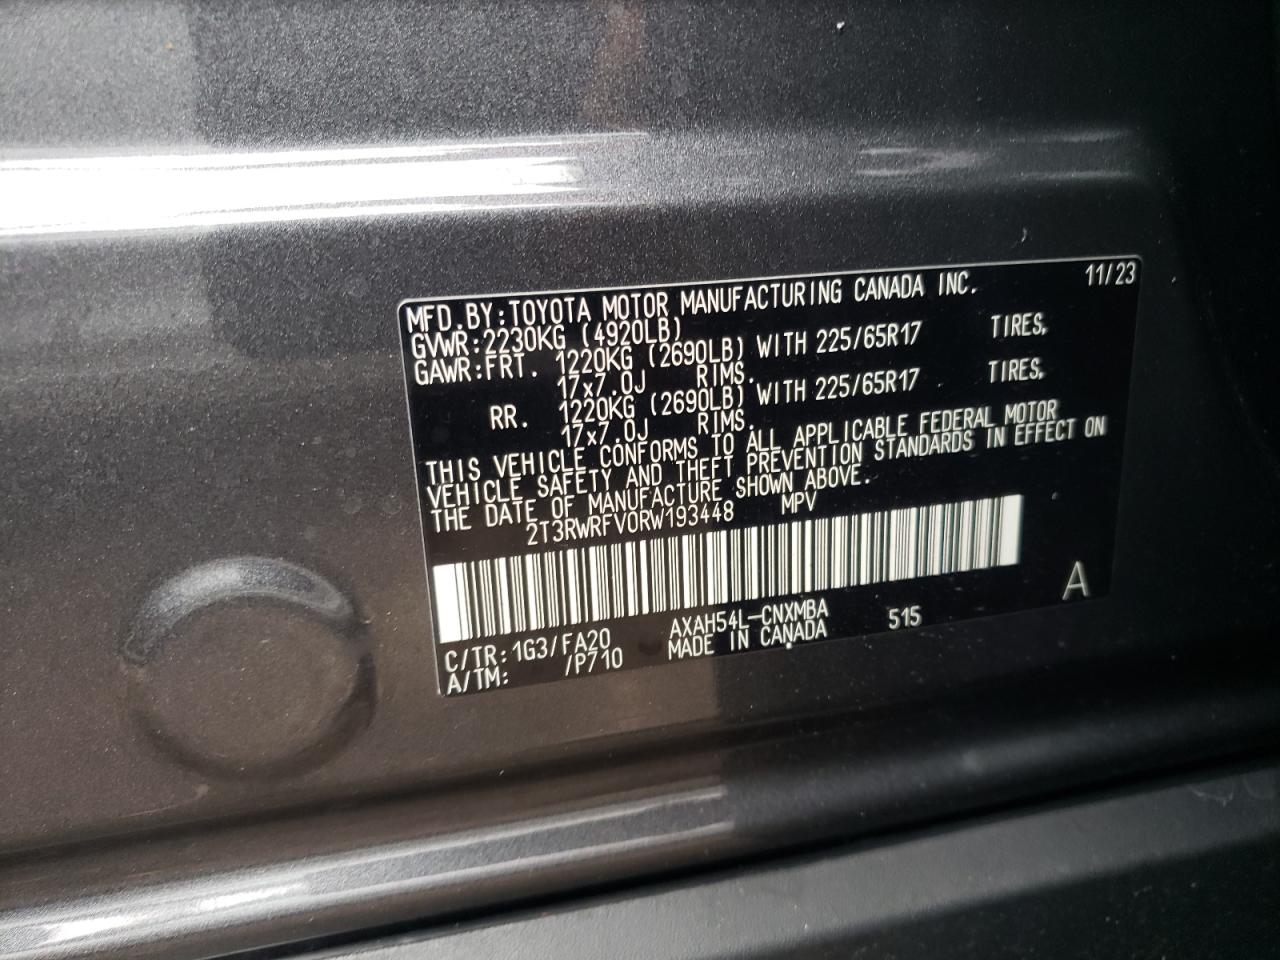 MFD.BY:TOYOTA MOTOR MANUFACTURING CANADA INC. 11/23
GVWR:2230KG (4920LB)
GAWR:FRT. 1220KG (2690LB) WITH 225/65R17 TIRES,
17x7.0J RIMS.
RR. 1220KG (2690LB) WITH 225/65R17 TIRES,
17x7.0J RIMS.
THIS VEHICLE CONFORMS TO ALL APPLICABLE FEDERAL MOTOR
VEHICLE SAFETY AND THEFT PREVENTION STANDARDS IN EFFECT ON
THE DATE OF MANUFACTURE SHOWN ABOVE.
2T3RWRFV0RW193448 MPV
A
C/TR:1G3/FA20 AXAH54L-CNXMBA 515
A/TM: /P710 MADE IN CANADA